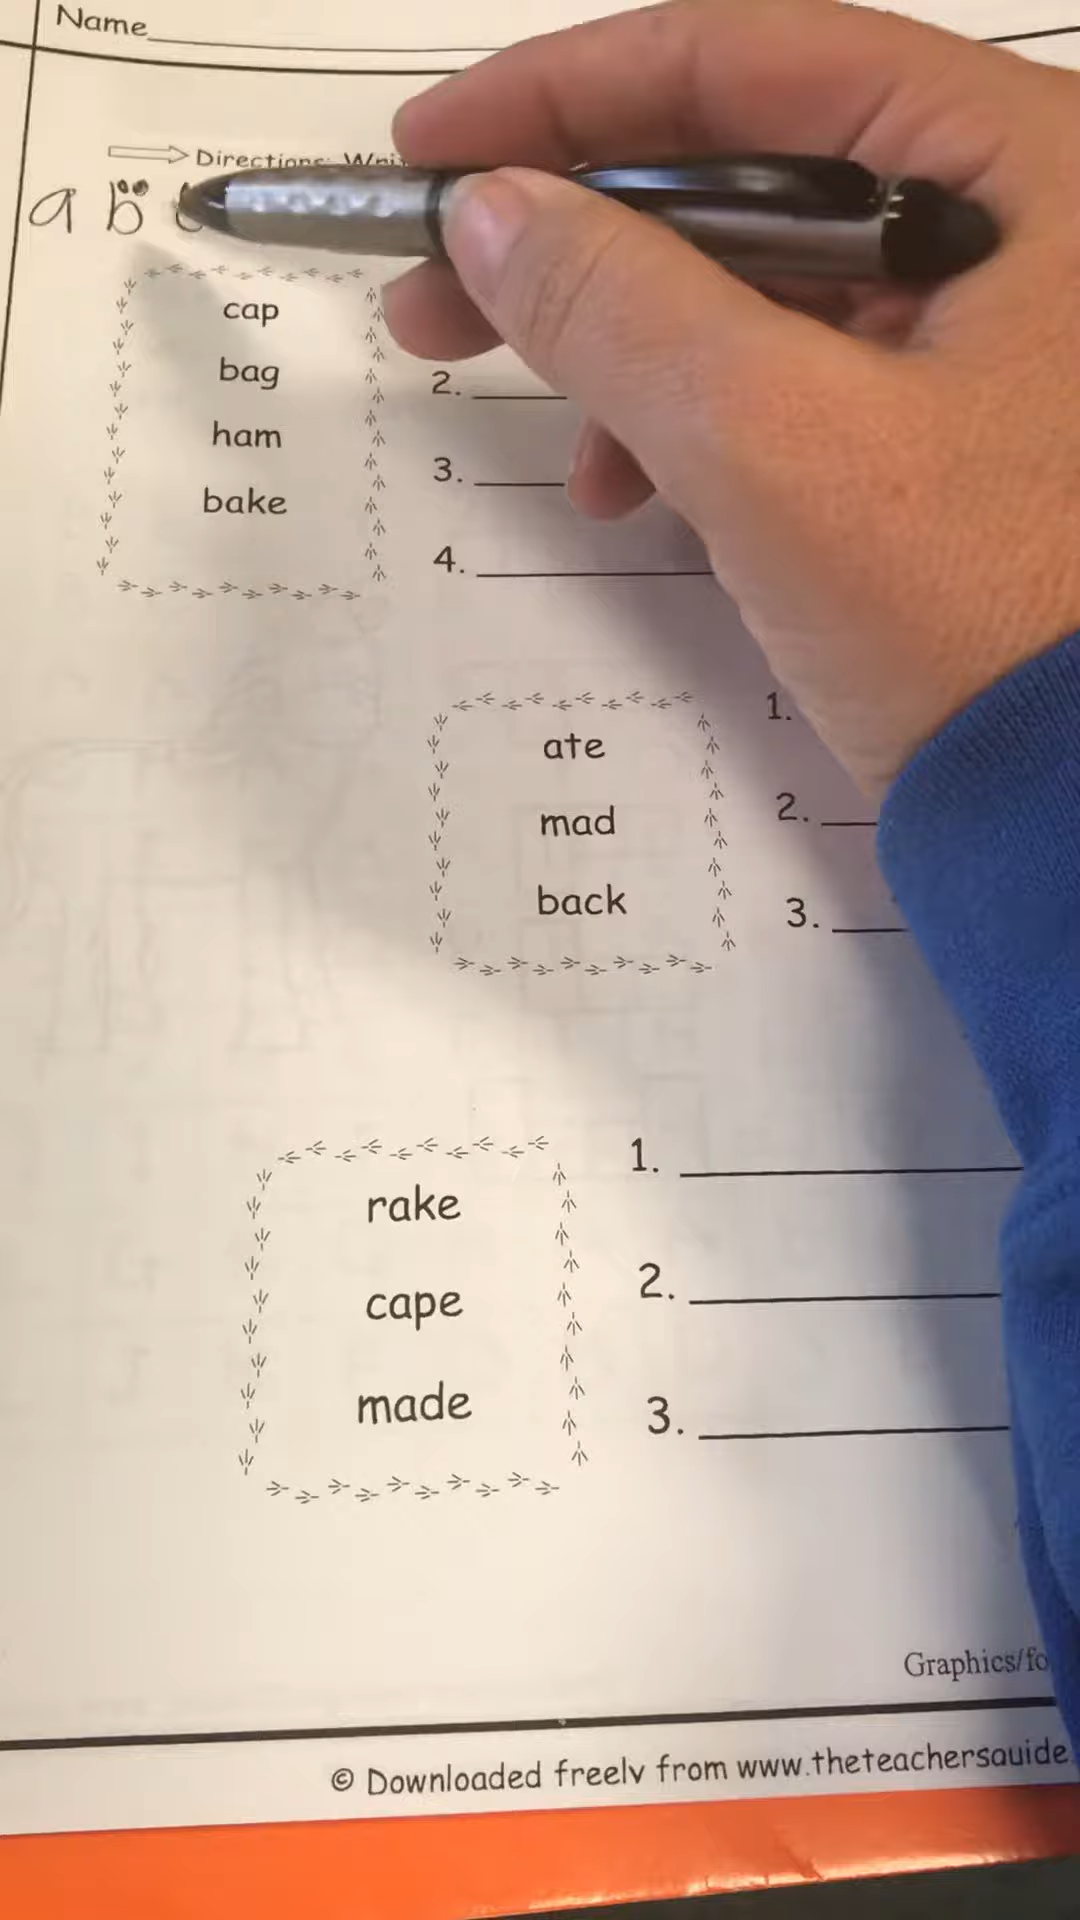 Name
Directions:
a b
cap
bag
ham
bake
2.
3.
4.
ate
mad
back
1.
2.
3.
rake
cape
made
1.
2.
3.
© Downloaded freely from www.theteachersguide.